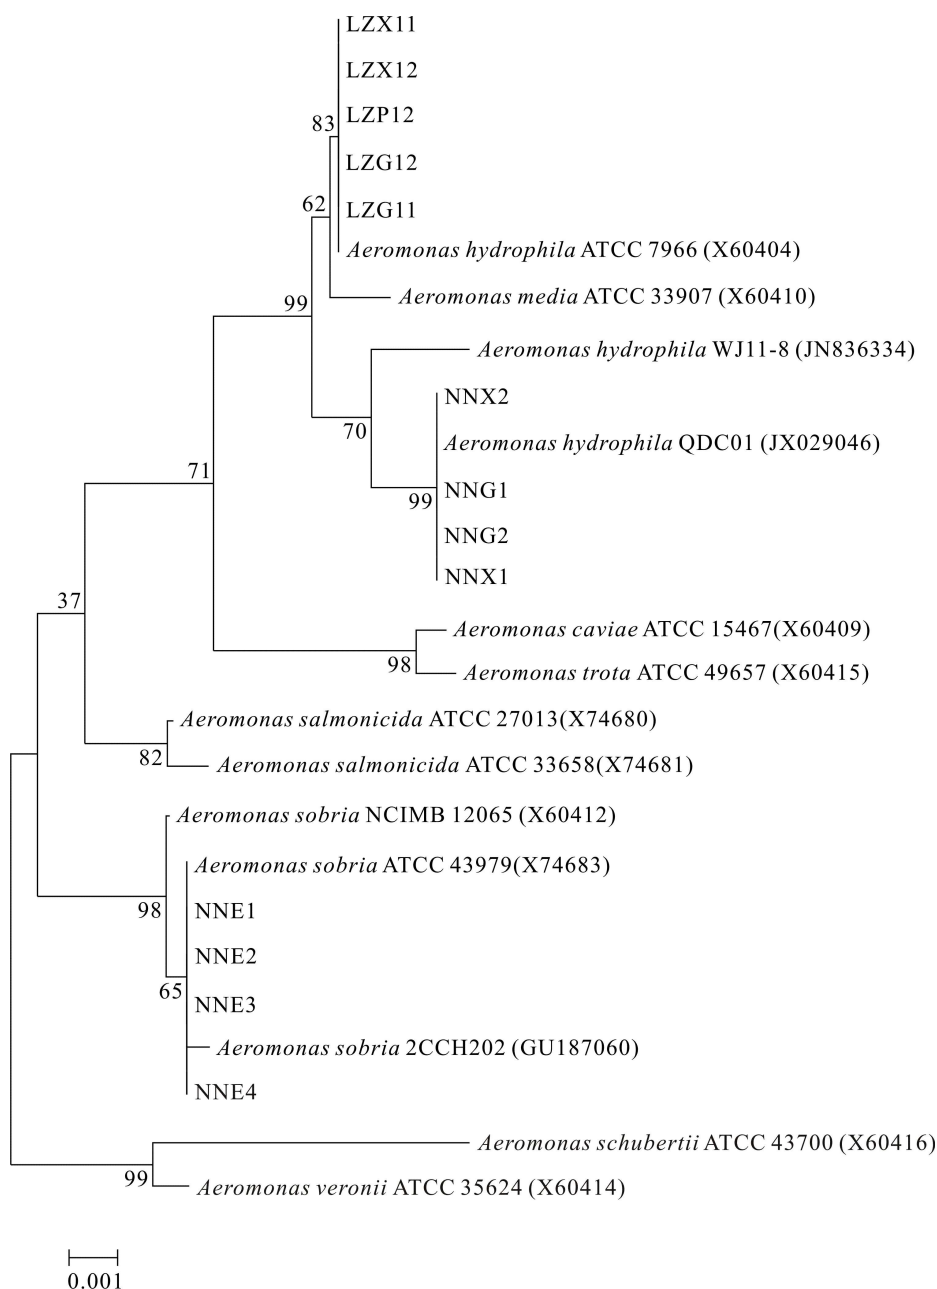 LZX11
LZX12
LZP12
83
LZG12
62
LZG11
Aeromonas hydrophila ATCC 7966 (X60404)
Aeromonas media ATCC 33907 (X60410)
99
Aeromonas hydrophila WJ11-8 (JN836334)
NNX2
70
Aeromonas hydrophila QDC01 (JX029046)
71
NNG1
99
NNG2
NNX1
37
Aeromonas caviae ATCC 15467(X60409)
98
Aeromonas trota ATCC 49657 (X60415)
Aeromonas salmonicida ATCC 27013(X74680)
82
Aeromonas salmonicida ATCC 33658(X74681)
Aeromonas sobria NCIMB 12065 (X60412)
Aeromonas sobria ATCC 43979(X74683)
98
NNE1
NNE2
65
NNE3
Aeromonas sobria 2CCH202 (GU187060)
NNE4
Aeromonas schubertii ATCC 43700 (X60416)
99
Aeromonas veronii ATCC 35624 (X60414)
0.001